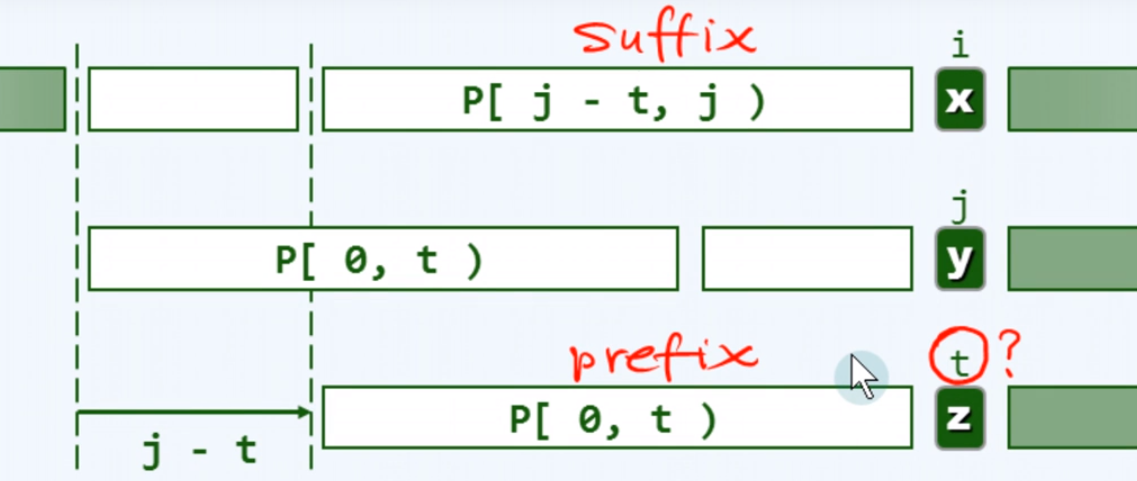 suffix
i
P[ j - t, j )
x
j
P[ 0, t )
y
prefix
t ?
P[ 0, t )
z
j - t